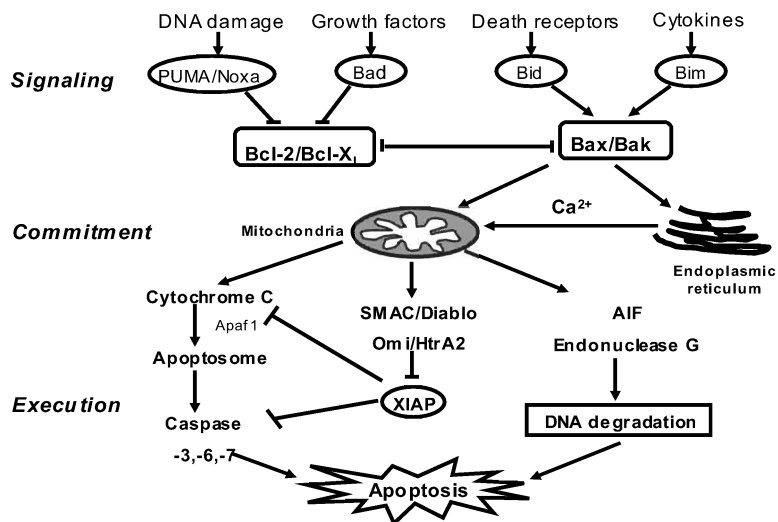 DNA damage Growth factors Death receptors Cytokines
Signaling PUMA/Noxa Bad Bid Bim
Bcl-2/Bcl-XL Bax/Bak
Ca²⁺
Commitment Mitochondria
Endoplasmic
reticulum
Cytochrome C
SMAC/Diablo AIF
Apaf 1
Omi/HtrA2 Endonuclease G
Apoptosome
Execution XIAP
Caspase DNA degradation
-3,-6,-7
Apoptosis